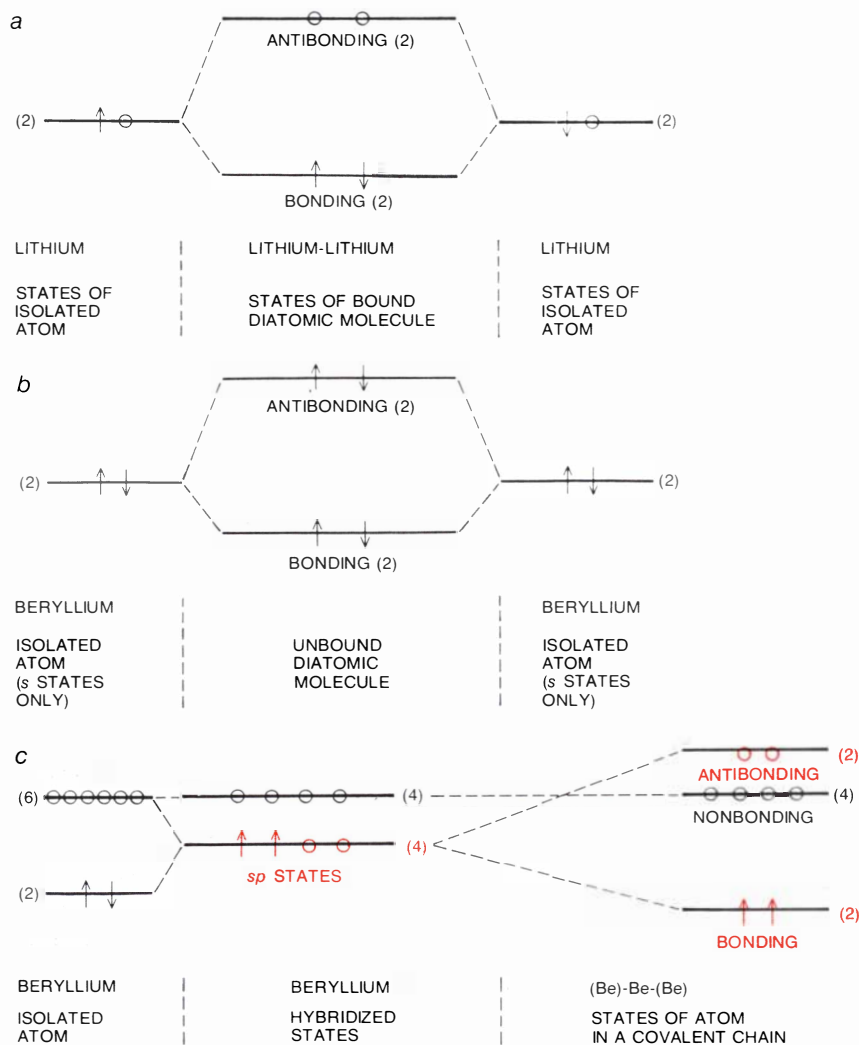 a
ANTIBONDING (2)
(2)
(2)
BONDING (2)
LITHIUM
STATES OF
ISOLATED
ATOM
LITHIUM-LITHIUM
STATES OF BOUND
DIATOMIC MOLECULE
LITHIUM
STATES OF
ISOLATED
ATOM
b
ANTIBONDING (2)
(2)
(2)
BONDING (2)
BERYLLIUM
ISOLATED
ATOM
(s STATES
ONLY)
UNBOUND
DIATOMIC
MOLECULE
BERYLLIUM
ISOLATED
ATOM
(s STATES
ONLY)
c
(2)
ANTIBONDING
(6)
(4)
(4)
NONBONDING
(4)
sp STATES
(2)
(2)
BONDING
BERYLLIUM
ISOLATED
ATOM
BERYLLIUM
HYBRIDIZED
STATES
(Be)-Be-(Be)
STATES OF ATOM
IN A COVALENT CHAIN